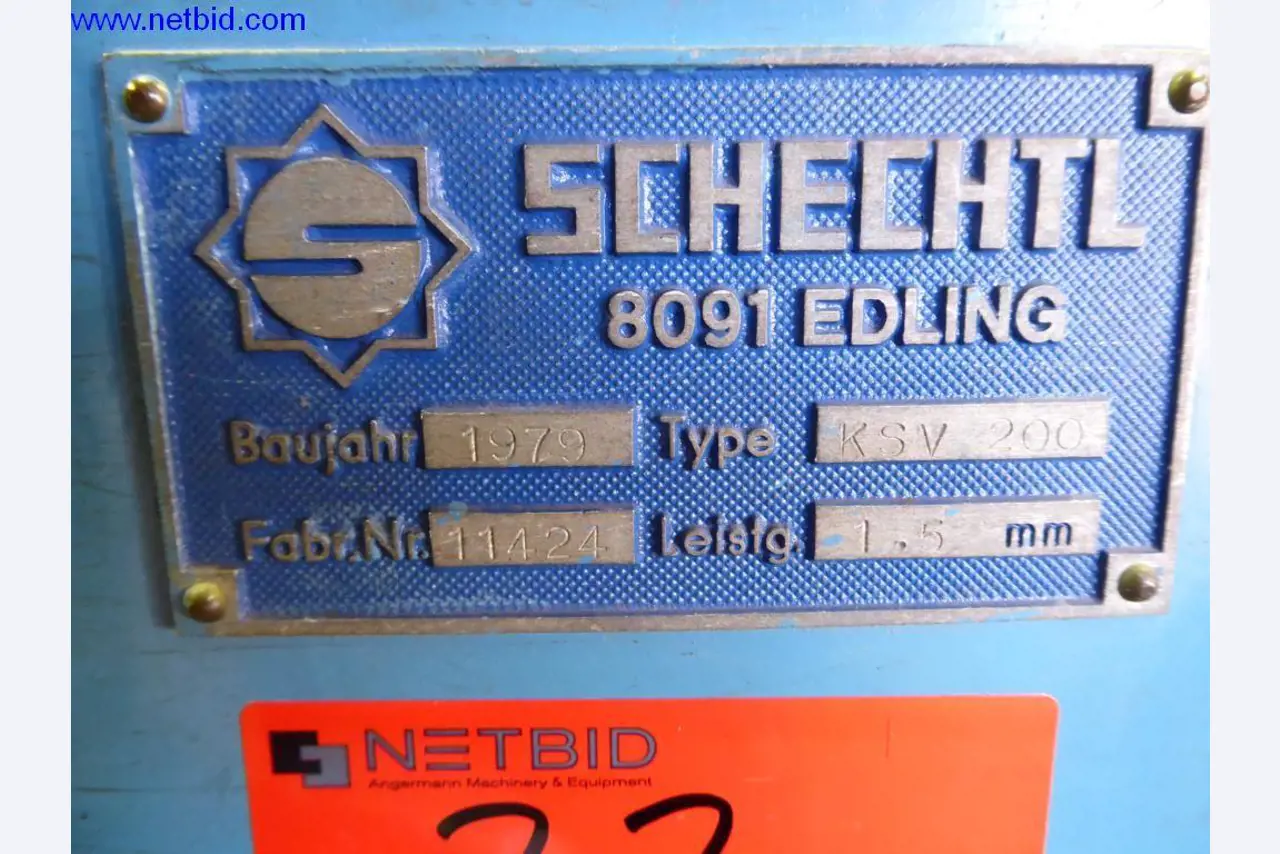 www.netbid.com
SCHECHTL
8091 EDLING
Baujahr 1979 Type KSV 200
Fabr.Nr. 11424 Leistg. 1.5 mm
NETBID
Angermann Machinery & Equipment